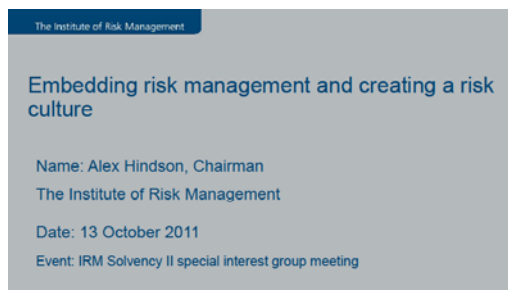 The Institute of Risk Management
Embedding risk management and creating a risk
culture
Name: Alex Hindson, Chairman
The Institute of Risk Management
Date: 13 October 2011
Event: IRM Solvency II special interest group meeting